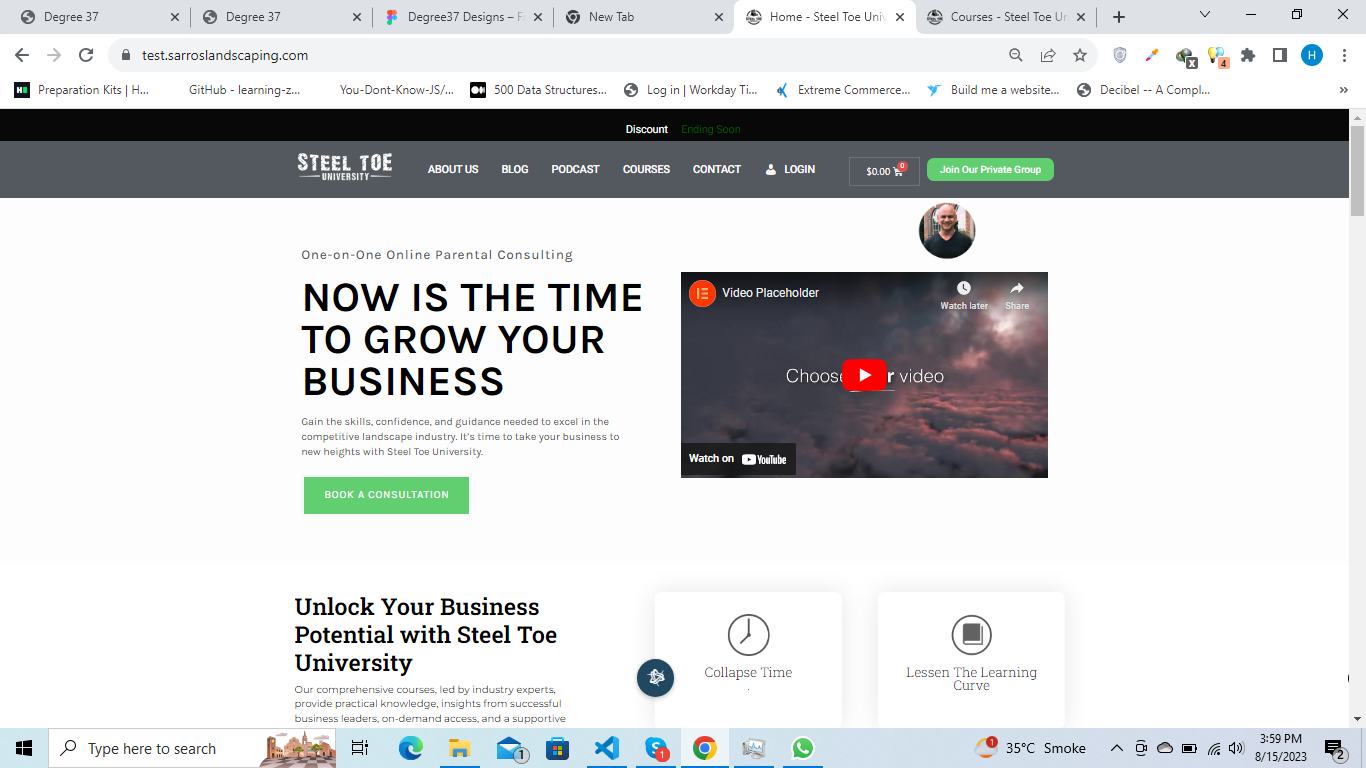 Degree 37
Degree 37
Degree37 Designs – F
New Tab
Home - Steel Toe Uni
Courses - Steel Toe Un
test.sarroslandscaping.com
4
H
Preparation Kits | H...
GitHub - learning-z...
You-Dont-Know-JS/...
500 Data Structures...
Log in | Workday Ti...
Extreme Commerce...
Build me a website...
Decibel -- A Compl...
Discount Ending Soon
STEEL TOE
UNIVERSITY
ABOUT US
BLOG
PODCAST
COURSES
CONTACT
LOGIN
$0.00
0
Join Our Private Group
One-on-One Online Parental Consulting
NOW IS THE TIME
TO GROW YOUR
BUSINESS
Gain the skills, confidence, and guidance needed to excel in the
competitive landscape industry. It's time to take your business to
new heights with Steel Toe University.
BOOK A CONSULTATION
Video Placeholder
Watch later
Share
Choose video
Watch on YouTube
Unlock Your Business
Potential with Steel Toe
University
Our comprehensive courses, led by industry experts,
provide practical knowledge, insights from successful
business leaders, on-demand access, and a supportive
Collapse Time
.
Lessen The Learning
Curve
Type here to search
1
1
1
35°C Smoke
3:59 PM
8/15/2023
2